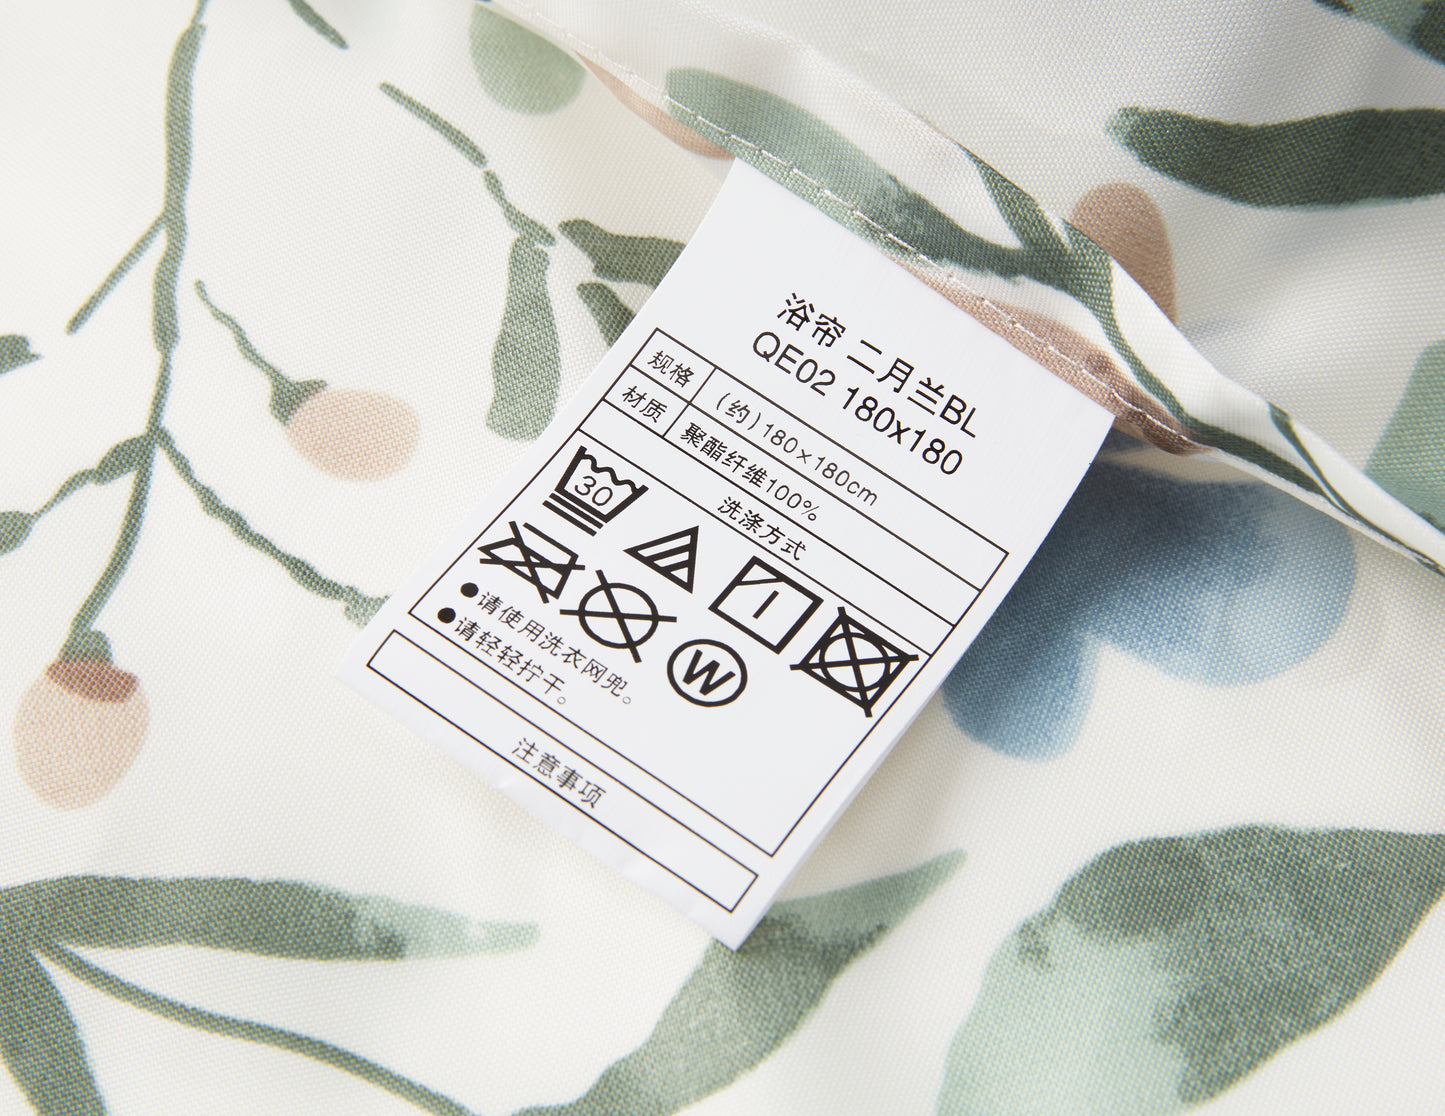 浴帘 二月兰BL
QE02 180x180
规格 (约)180×180cm
材质 聚酯纤维100%
洗涤方式
30
W
●请使用洗衣网兜。
●请轻轻拧干。
注意事项